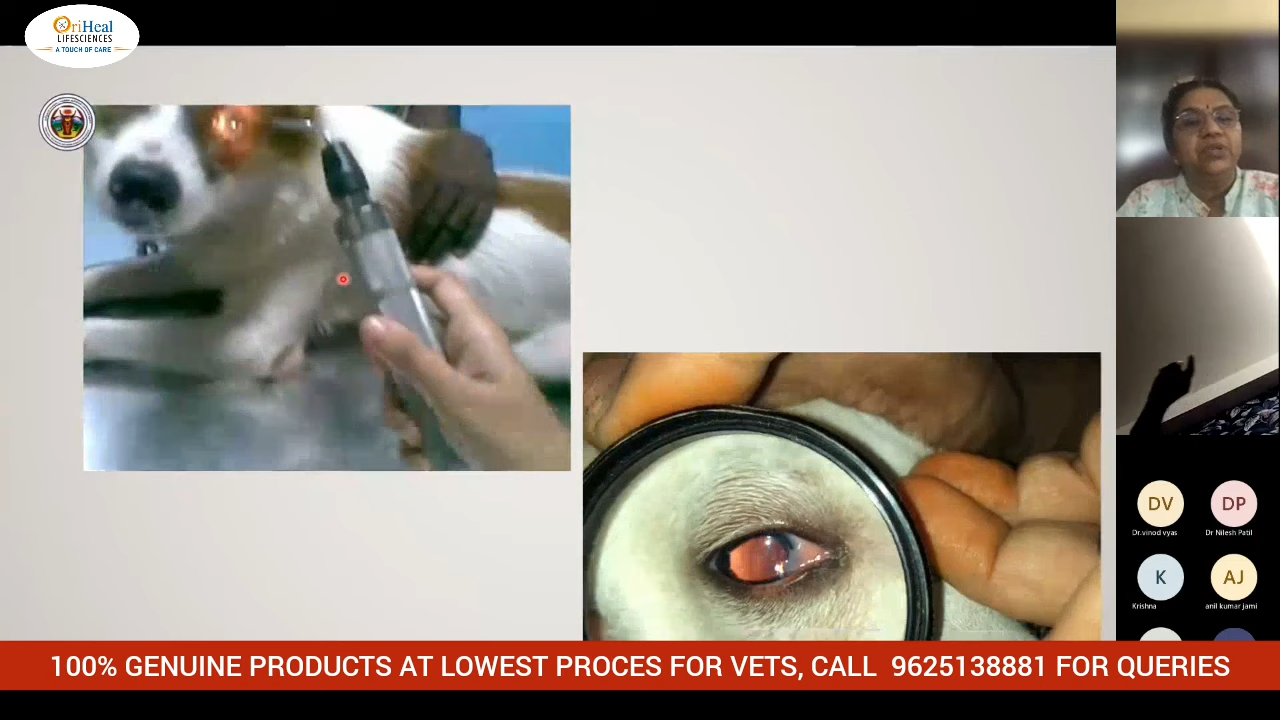 OriHeal
LIFESCIENCES
A TOUCH OF CARE
DV
DP
Dr.vinod vyas
Dr Nilesh Patil
K
AJ
Krishna
anil kumar jami
100% GENUINE PRODUCTS AT LOWEST PROCES FOR VETS, CALL 9625138881 FOR QUERIES